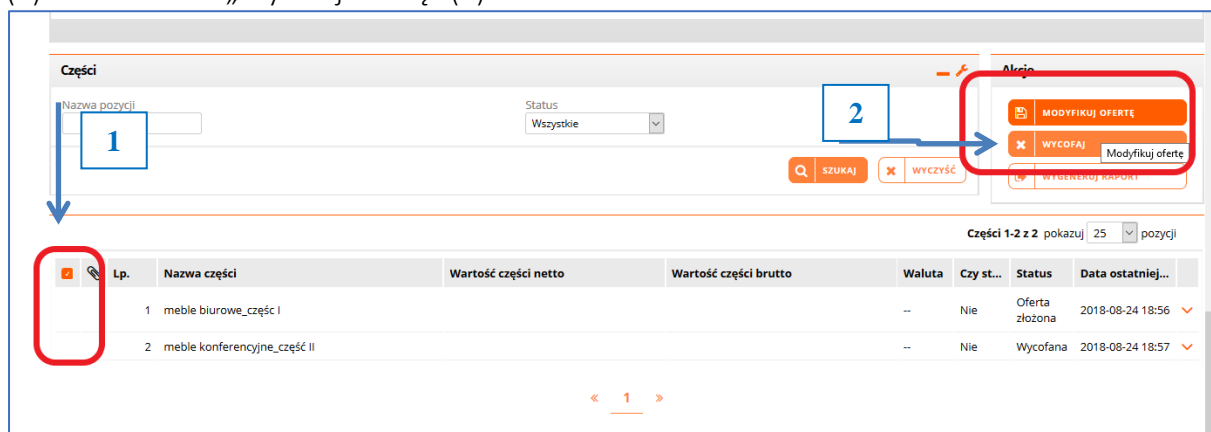 Części
Akcje
Nazwa pozycji
Status
Wszystkie
1
2
MODYFIKUJ OFERTĘ
WYCOFAJ
Modyfikuj ofertę
SZUKAJ
WYCZYŚĆ
WYGENERUJ RAPORT
Części 1-2 z 2 pokazuj 25 pozycji
Lp. Nazwa części Wartość części netto Wartość części brutto Waluta Czy st... Status Data ostatniej...
1 meble biurowe_częśc I -- Nie Oferta złożona 2018-08-24 18:56
2 meble konferencyjne_część II -- Nie Wycofana 2018-08-24 18:57
« 1 »